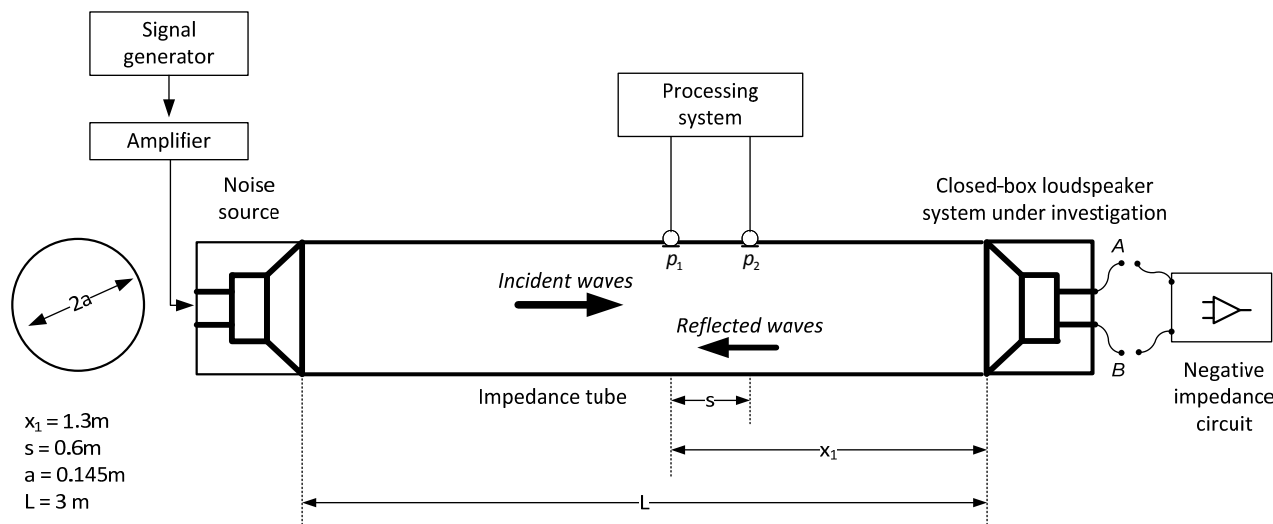 Signal
generator
Amplifier
Noise
source
Processing
system
Closed-box loudspeaker
system under investigation
2a
p1
p2
Incident waves
Reflected waves
A
B
Impedance tube
s
x1
L
Negative
impedance
circuit
x1 = 1.3m
s = 0.6m
a = 0.145m
L = 3 m